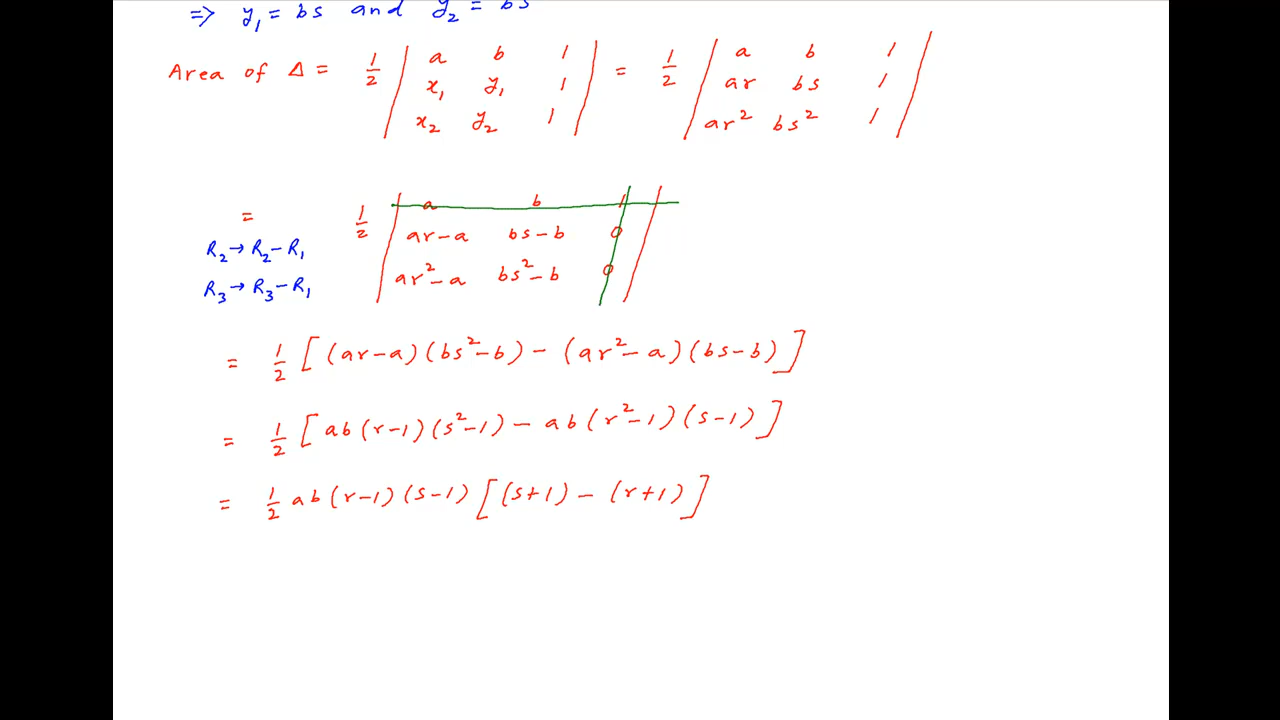 ⇒ y₁ = bs and y₂ = bs
Area of Δ = 1/2 | a b 1 | = 1/2 | a b 1 |
| x₁ y₁ 1 | | ar bs 1 |
| x₂ y₂ 1 | | ar² bs² 1 |
= 1/2 | a b 1 |
R₂ → R₂ − R₁ | ar−a bs−b 0 |
R₃ → R₃ − R₁ | ar²−a bs²−b 0 |
= 1/2 [(ar−a)(bs²−b) − (ar²−a)(bs−b)]
= 1/2 [ab(r−1)(s²−1) − ab(r²−1)(s−1)]
= 1/2 ab(r−1)(s−1)[(s+1) − (r+1)]